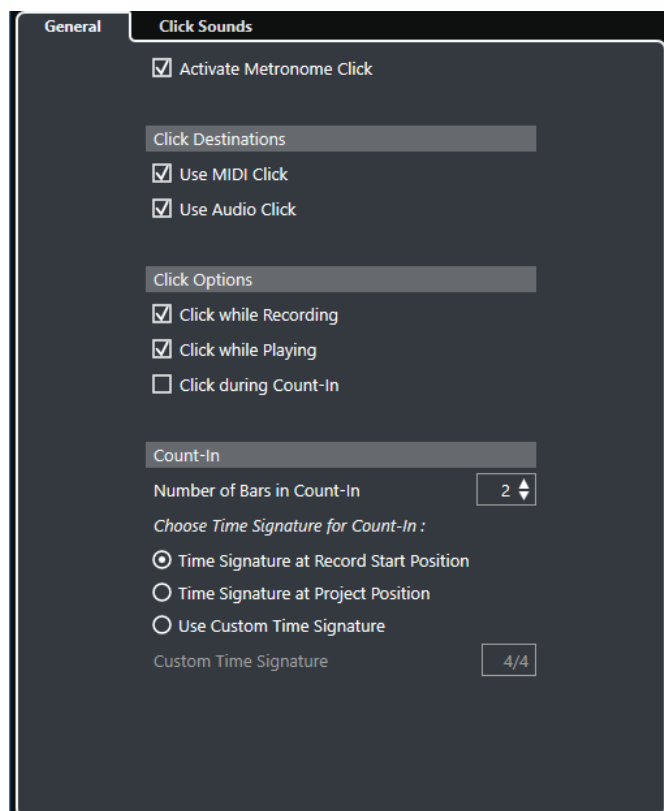 General Click Sounds
Activate Metronome Click
Click Destinations
Use MIDI Click
Use Audio Click
Click Options
Click while Recording
Click while Playing
Click during Count-In
Count-In
Number of Bars in Count-In 2
Choose Time Signature for Count-In :
Time Signature at Record Start Position
Time Signature at Project Position
Use Custom Time Signature
Custom Time Signature 4/4